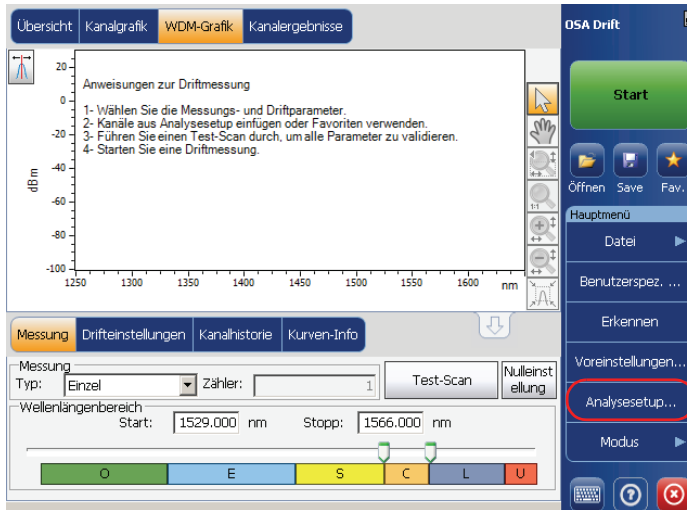 Übersicht Kanalgrafik WDM-Grafik Kanalergebnisse
OSA Drift
20
0
-20
-40
-60
-80
-100
dBm
Anweisungen zur Driftmessung
1- Wählen Sie die Messungs- und Driftparameter.
2- Kanäle aus Analysesetup einfügen oder Favoriten verwenden.
3- Führen Sie einen Test-Scan durch, um alle Parameter zu validieren.
4- Starten Sie eine Driftmessung.
1250 1300 1350 1400 1450 1500 1550 1600 nm
1:1
Start
Öffnen Save Fav.
Hauptmenü
Datei
Benutzerspez. ...
Erkennen
Voreinstellungen...
Analysesetup...
Modus
Messung Drifteinstellungen Kanalhistorie Kurven-Info
Messung
Typ: Einzel Zähler: 1 Test-Scan
Nulleinst
ellung
Wellenlängenbereich
Start: 1529.000 nm Stopp: 1566.000 nm
O E S C L U